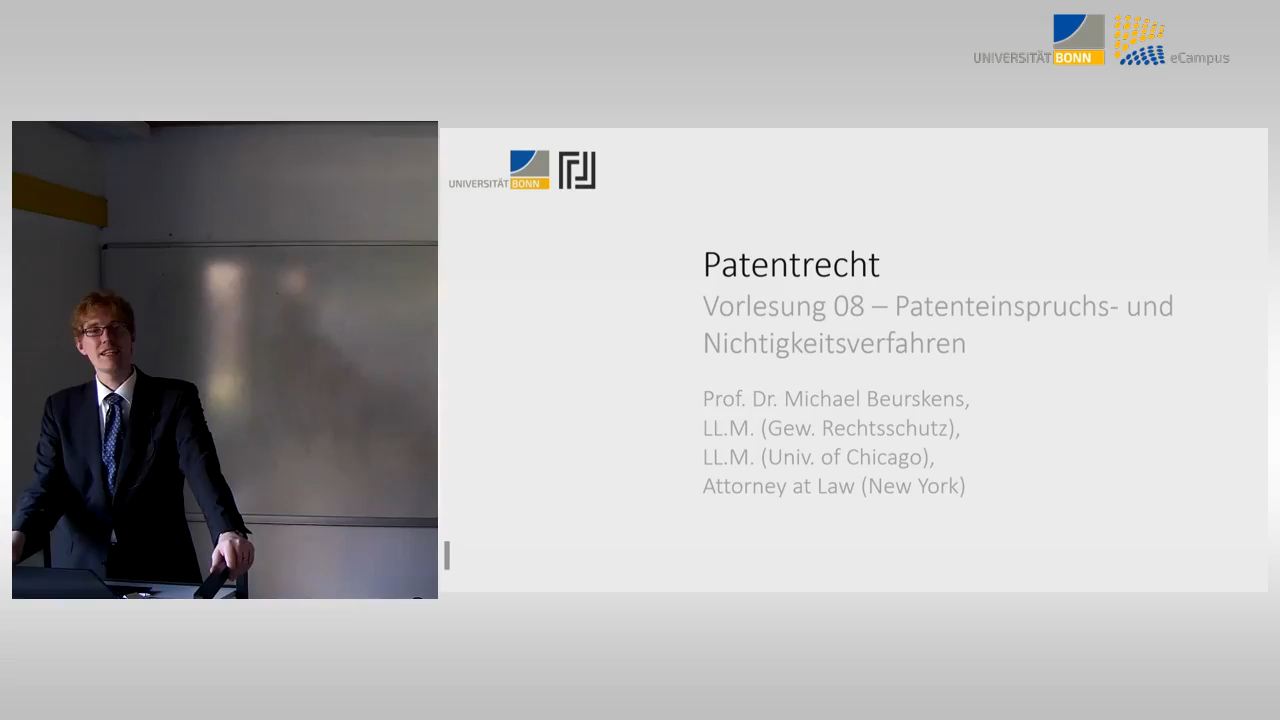 UNIVERSITÄT BONN
eCampus
UNIVERSITÄT BONN
Patentrecht
Vorlesung 08 – Patenteinspruchs- und
Nichtigkeitsverfahren
Prof. Dr. Michael Beurskens,
LL.M. (Gew. Rechtsschutz),
LL.M. (Univ. of Chicago),
Attorney at Law (New York)